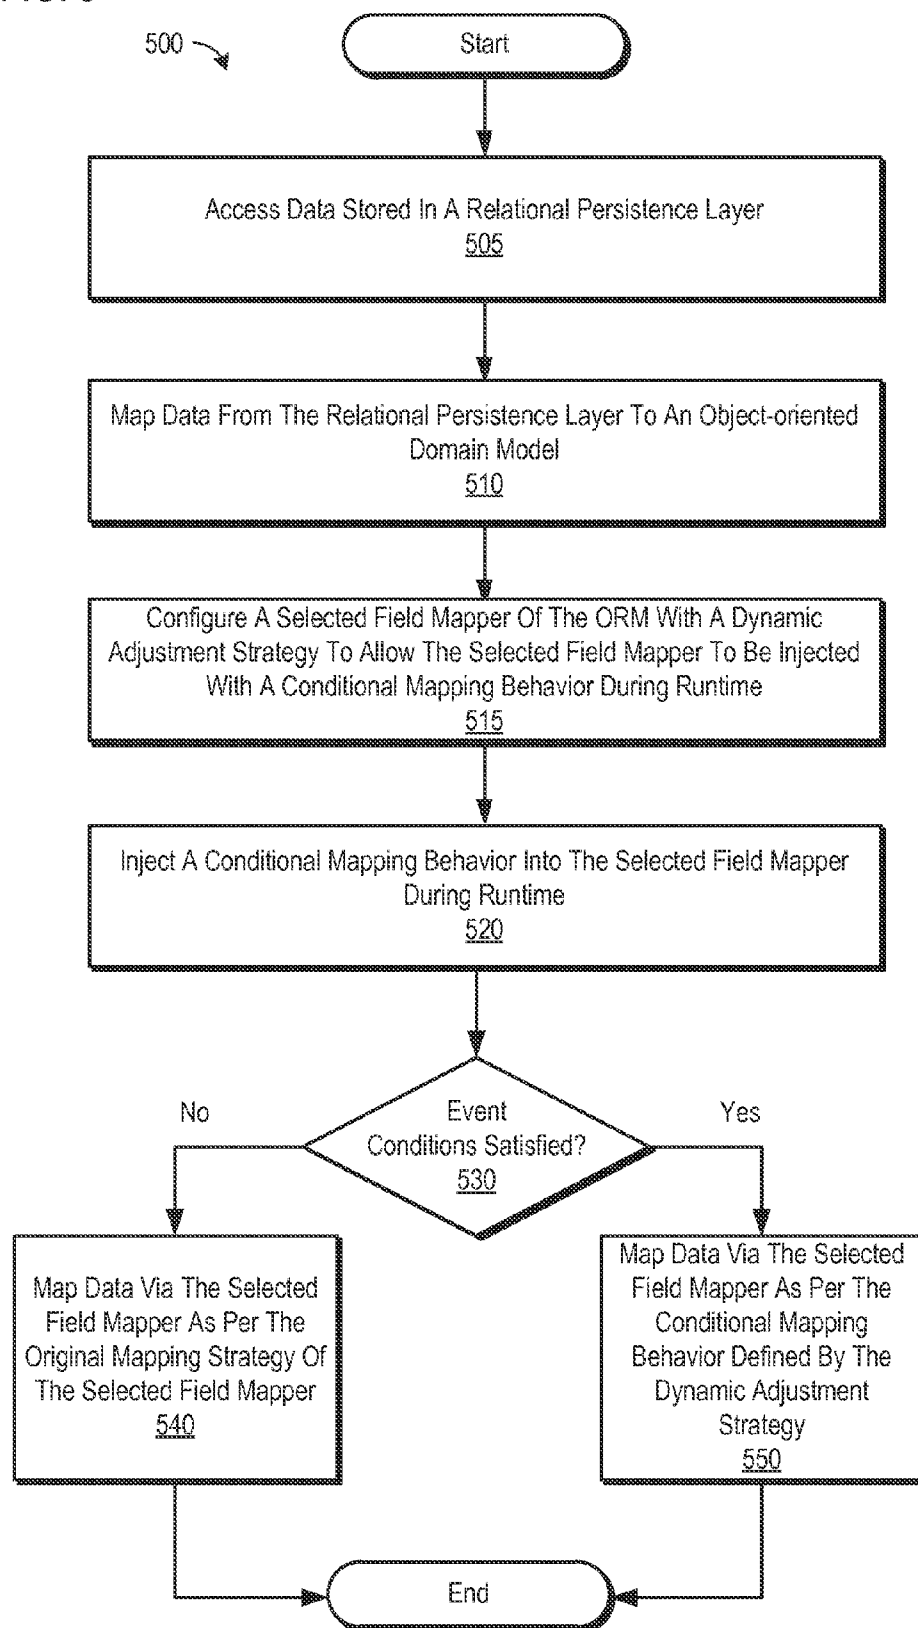 500
Start
Access Data Stored In A Relational Persistence Layer
505
Map Data From The Relational Persistence Layer To An Object-oriented
Domain Model
510
Configure A Selected Field Mapper Of The ORM With A Dynamic
Adjustment Strategy To Allow The Selected Field Mapper To Be Injected
With A Conditional Mapping Behavior During Runtime
515
Inject A Conditional Mapping Behavior Into The Selected Field Mapper
During Runtime
520
Event
Conditions Satisfied?
530
No
Yes
Map Data Via The Selected
Field Mapper As Per The
Original Mapping Strategy Of
The Selected Field Mapper
540
Map Data Via The Selected
Field Mapper As Per The
Conditional Mapping
Behavior Defined By The
Dynamic Adjustment
Strategy
550
End